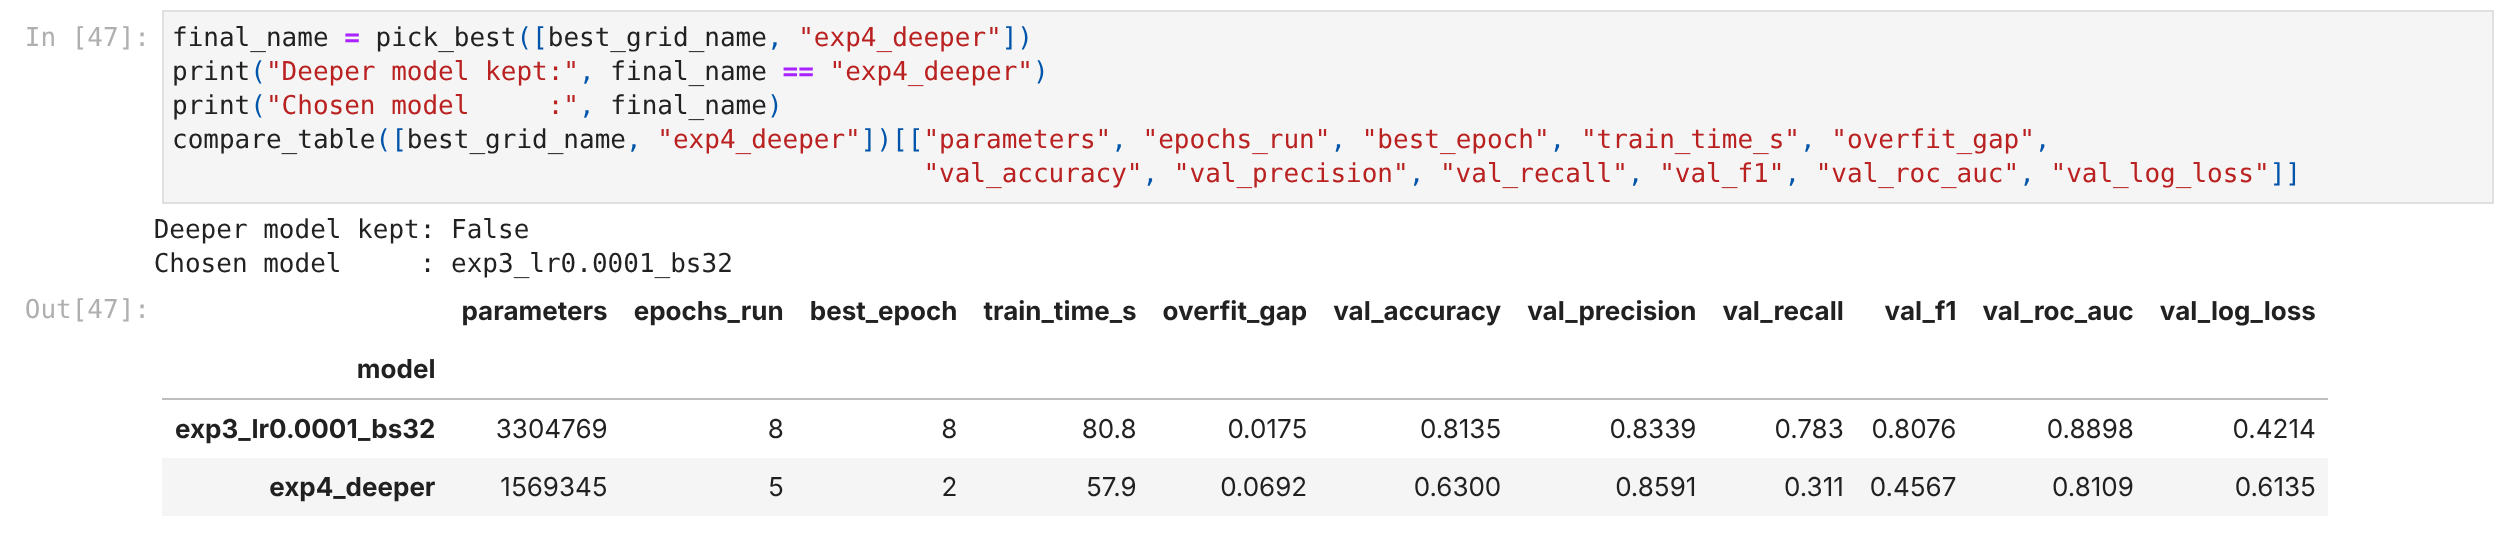 In [47]: final_name = pick_best([best_grid_name, "exp4_deeper"])
print("Deeper model kept:", final_name == "exp4_deeper")
print("Chosen model     :", final_name)
compare_table([best_grid_name, "exp4_deeper"])[["parameters", "epochs_run", "best_epoch", "train_time_s", "overfit_gap",
"val_accuracy", "val_precision", "val_recall", "val_f1", "val_roc_auc", "val_log_loss"]]
Deeper model kept: False
Chosen model     : exp3_lr0.0001_bs32
Out[47]: parameters epochs_run best_epoch train_time_s overfit_gap val_accuracy val_precision val_recall val_f1 val_roc_auc val_log_loss
model
exp3_lr0.0001_bs32 3304769 8 8 80.8 0.0175 0.8135 0.8339 0.783 0.8076 0.8898 0.4214
exp4_deeper 1569345 5 2 57.9 0.0692 0.6300 0.8591 0.311 0.4567 0.8109 0.6135